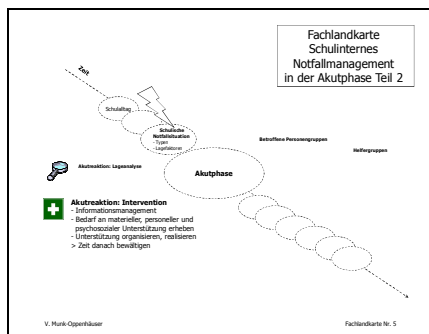 Fachlandkarte
Schulinternes
Notfallmanagement
in der Akutphase Teil 2
Zeit
Schulalltag
Schulische
Notfallsituation
- Typen
- Lagefaktoren
Betroffene Personengruppen
Helfergruppen
Akutreaktion: Lageanalyse
Akutphase
Akutreaktion: Intervention
- Informationsmanagement
- Bedarf an materieller, personeller und
psychosozialer Unterstützung erheben
- Unterstützung organisieren, realisieren
> Zeit danach bewältigen
V. Munk-Oppenhäuser
Fachlandkarte Nr. 5